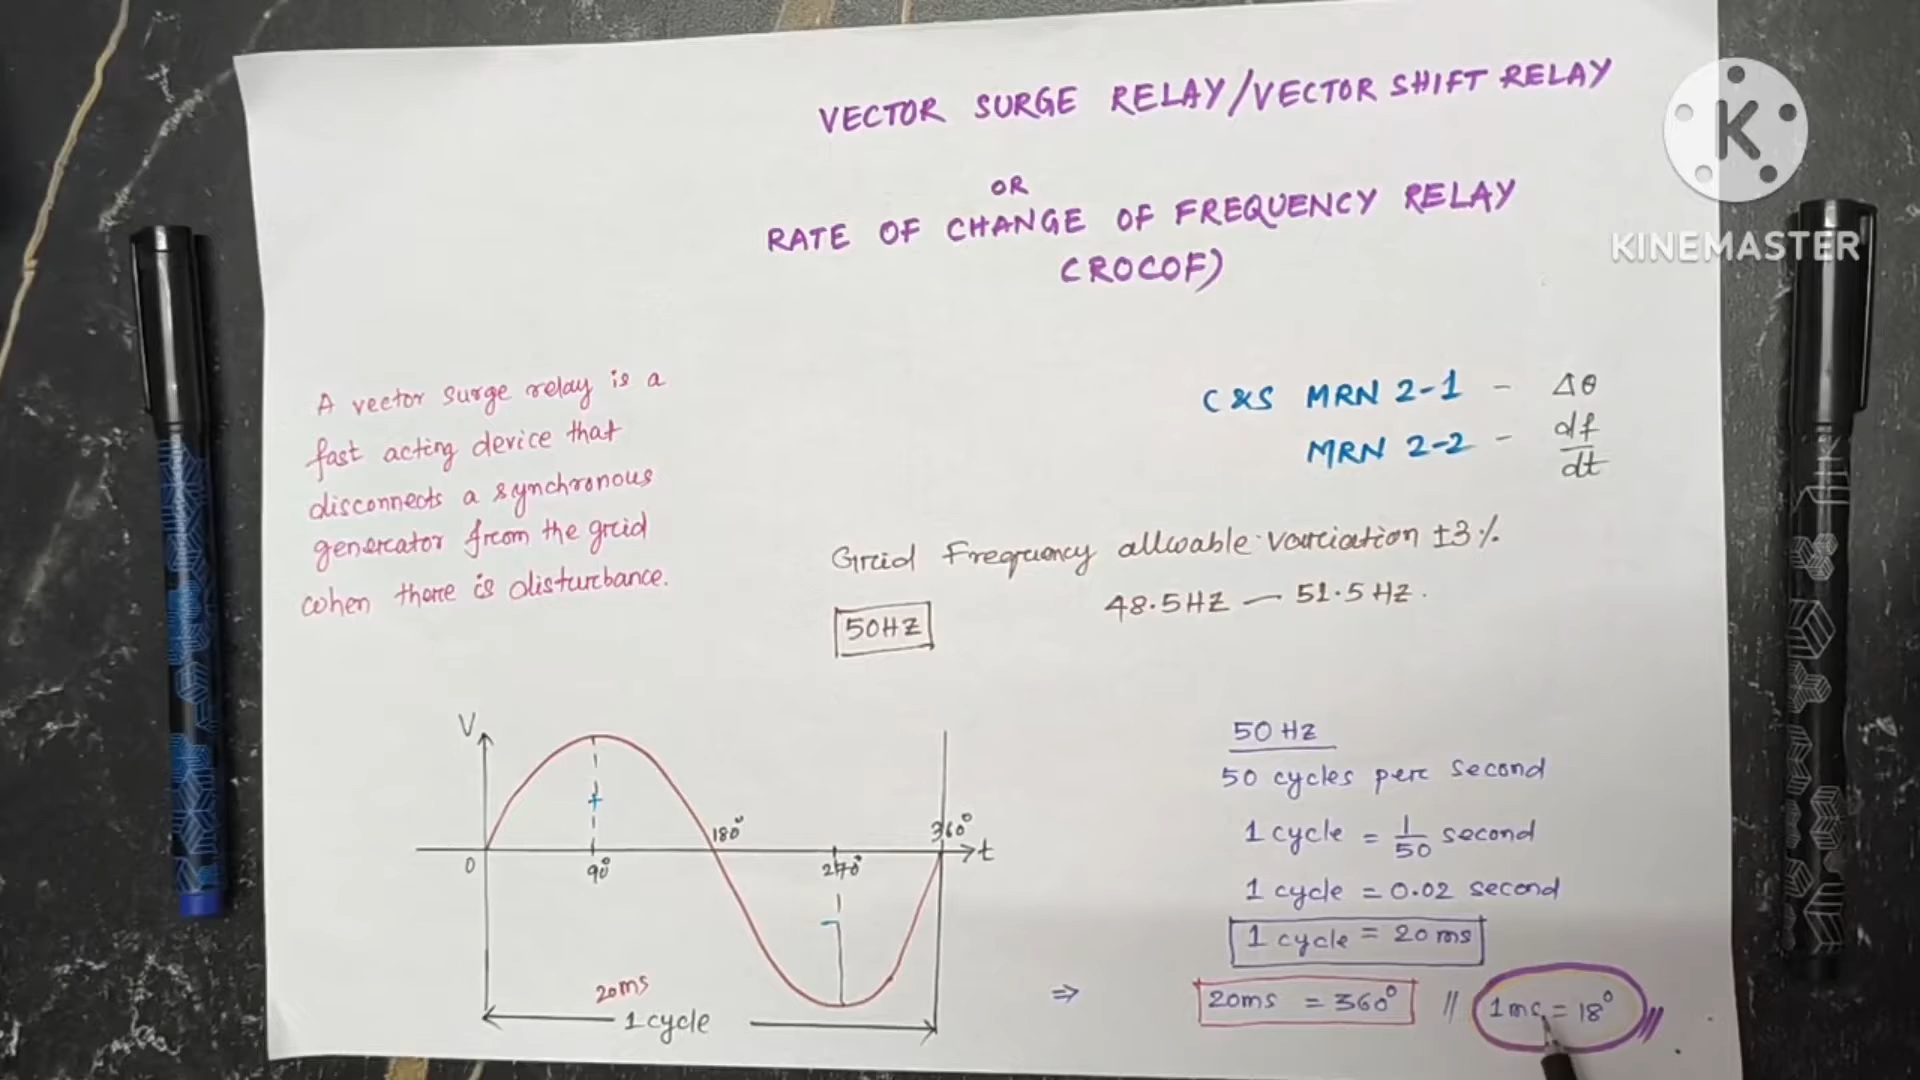 VECTOR SURGE RELAY/VECTOR SHIFT RELAY
OR
RATE OF CHANGE OF FREQUENCY RELAY
(ROCOF)
K
KINEMASTER
A vector surge relay is a
fast acting device that
disconnects a synchronous
generator from the grid
when there is disturbance.
C&S MRN 2-1 - Δθ
MRN 2-2 - df/dt
Grid Frequency allwable variation ±3%
50HZ
48.5HZ — 51.5HZ.
V
0
90°
180°
270°
360°
t
+
-
20ms
1 cycle
50 HZ
50 cycles per second
1 cycle = 1/50 second
1 cycle = 0.02 second
1 cycle = 20 ms
⇒ 20ms = 360° // 1ms = 18°